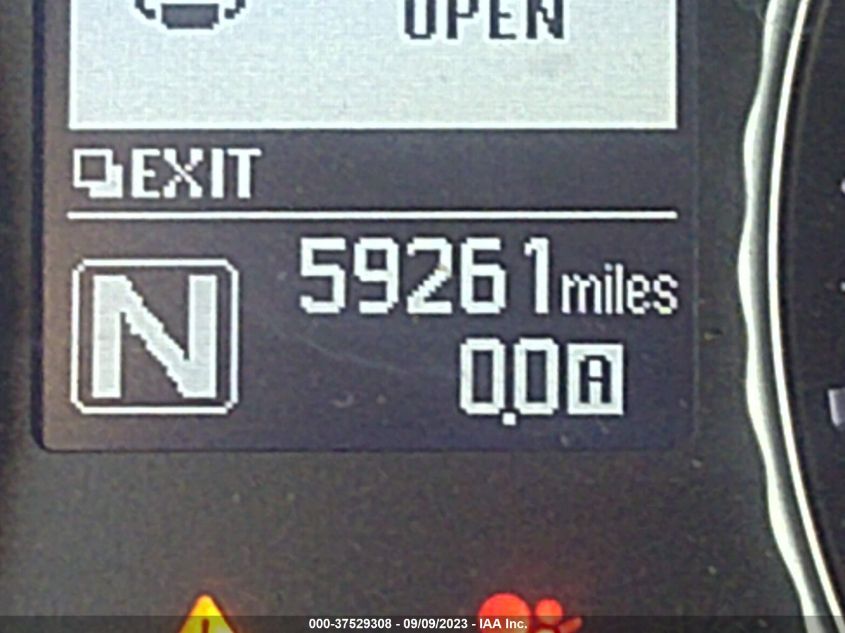 OPEN
EXIT
N
59261 miles
0.0 A
000-37529308 - 09/09/2023 - IAA Inc.